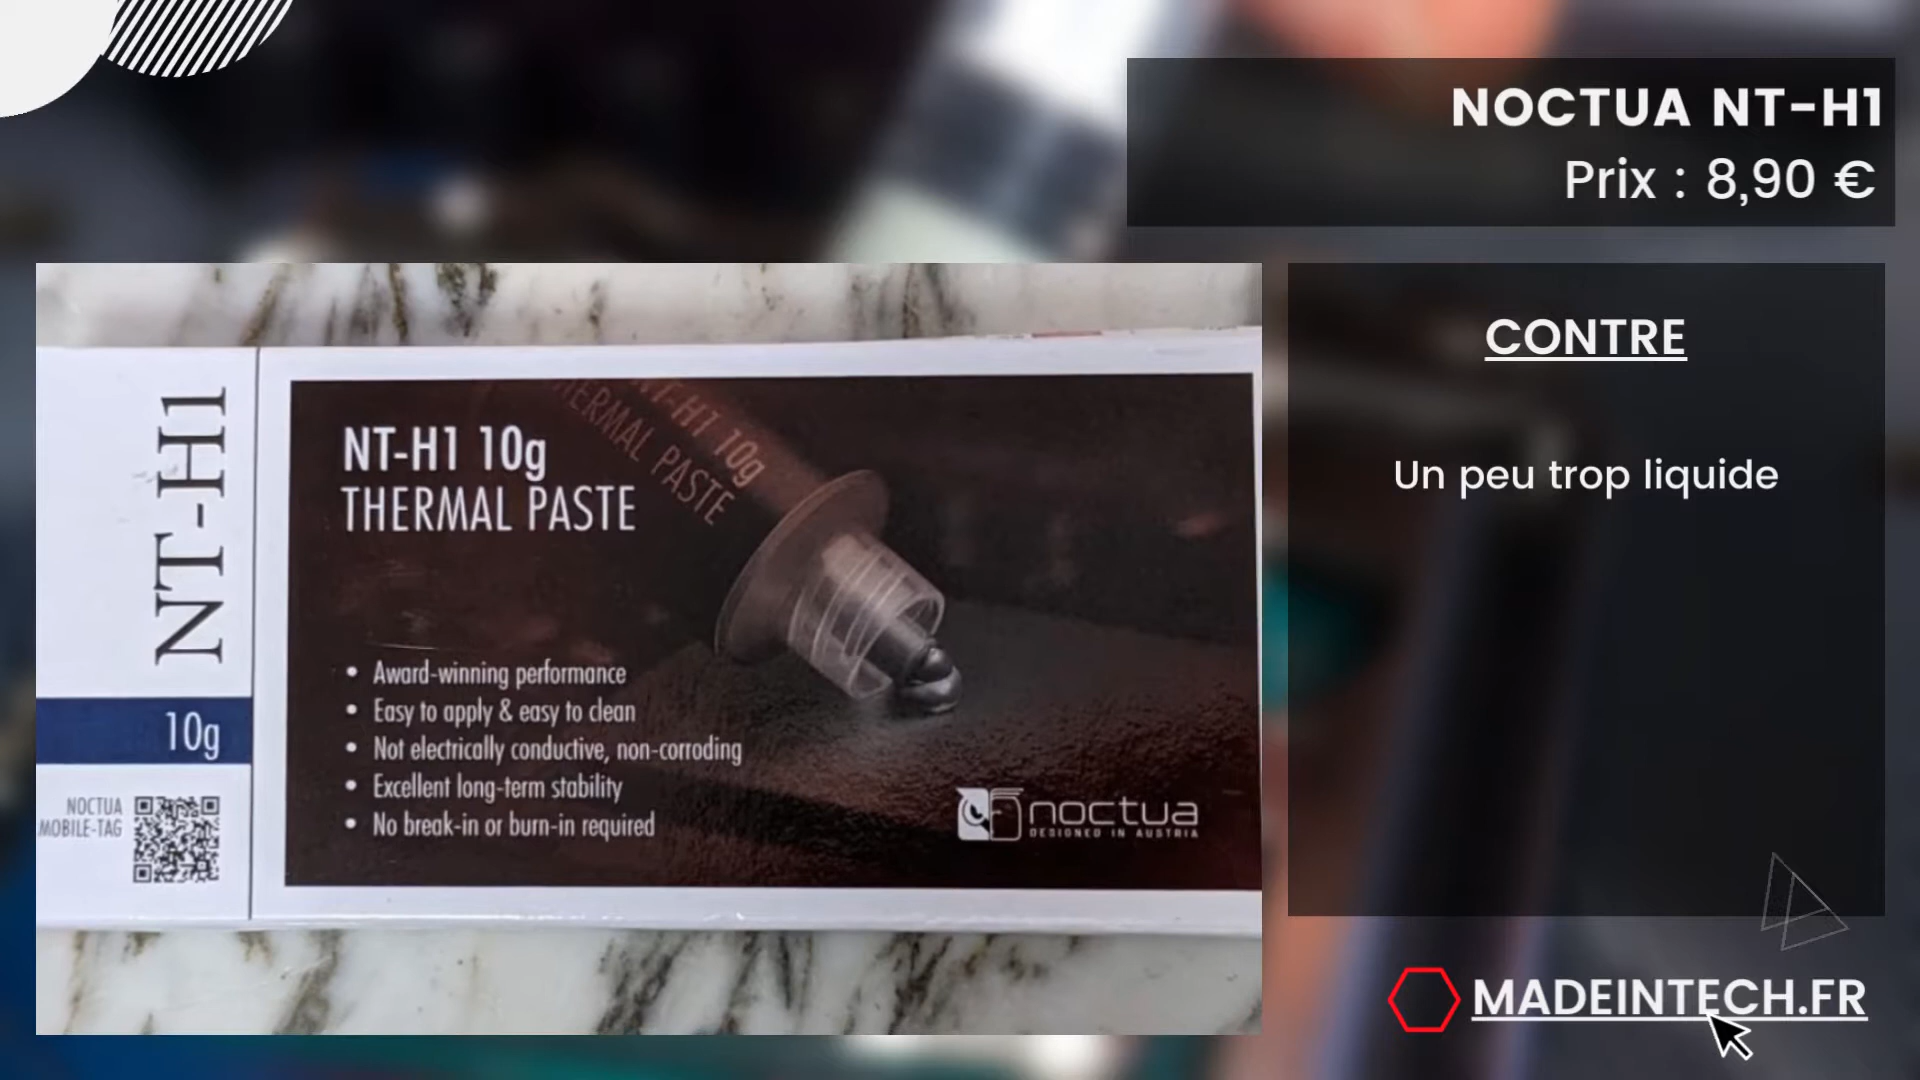 NOCTUA NT-H1
Prix : 8,90 €
NT-H1
10g
NOCTUA
MOBILE-TAG
NT-H1 10g
THERMAL PASTE
NT-H1 10g
THERMAL PASTE
• Award-winning performance
• Easy to apply & easy to clean
• Not electrically conductive, non-corroding
• Excellent long-term stability
• No break-in or burn-in required
noctua
DESIGNED IN AUSTRIA
CONTRE
Un peu trop liquide
MADEINTECH.FR